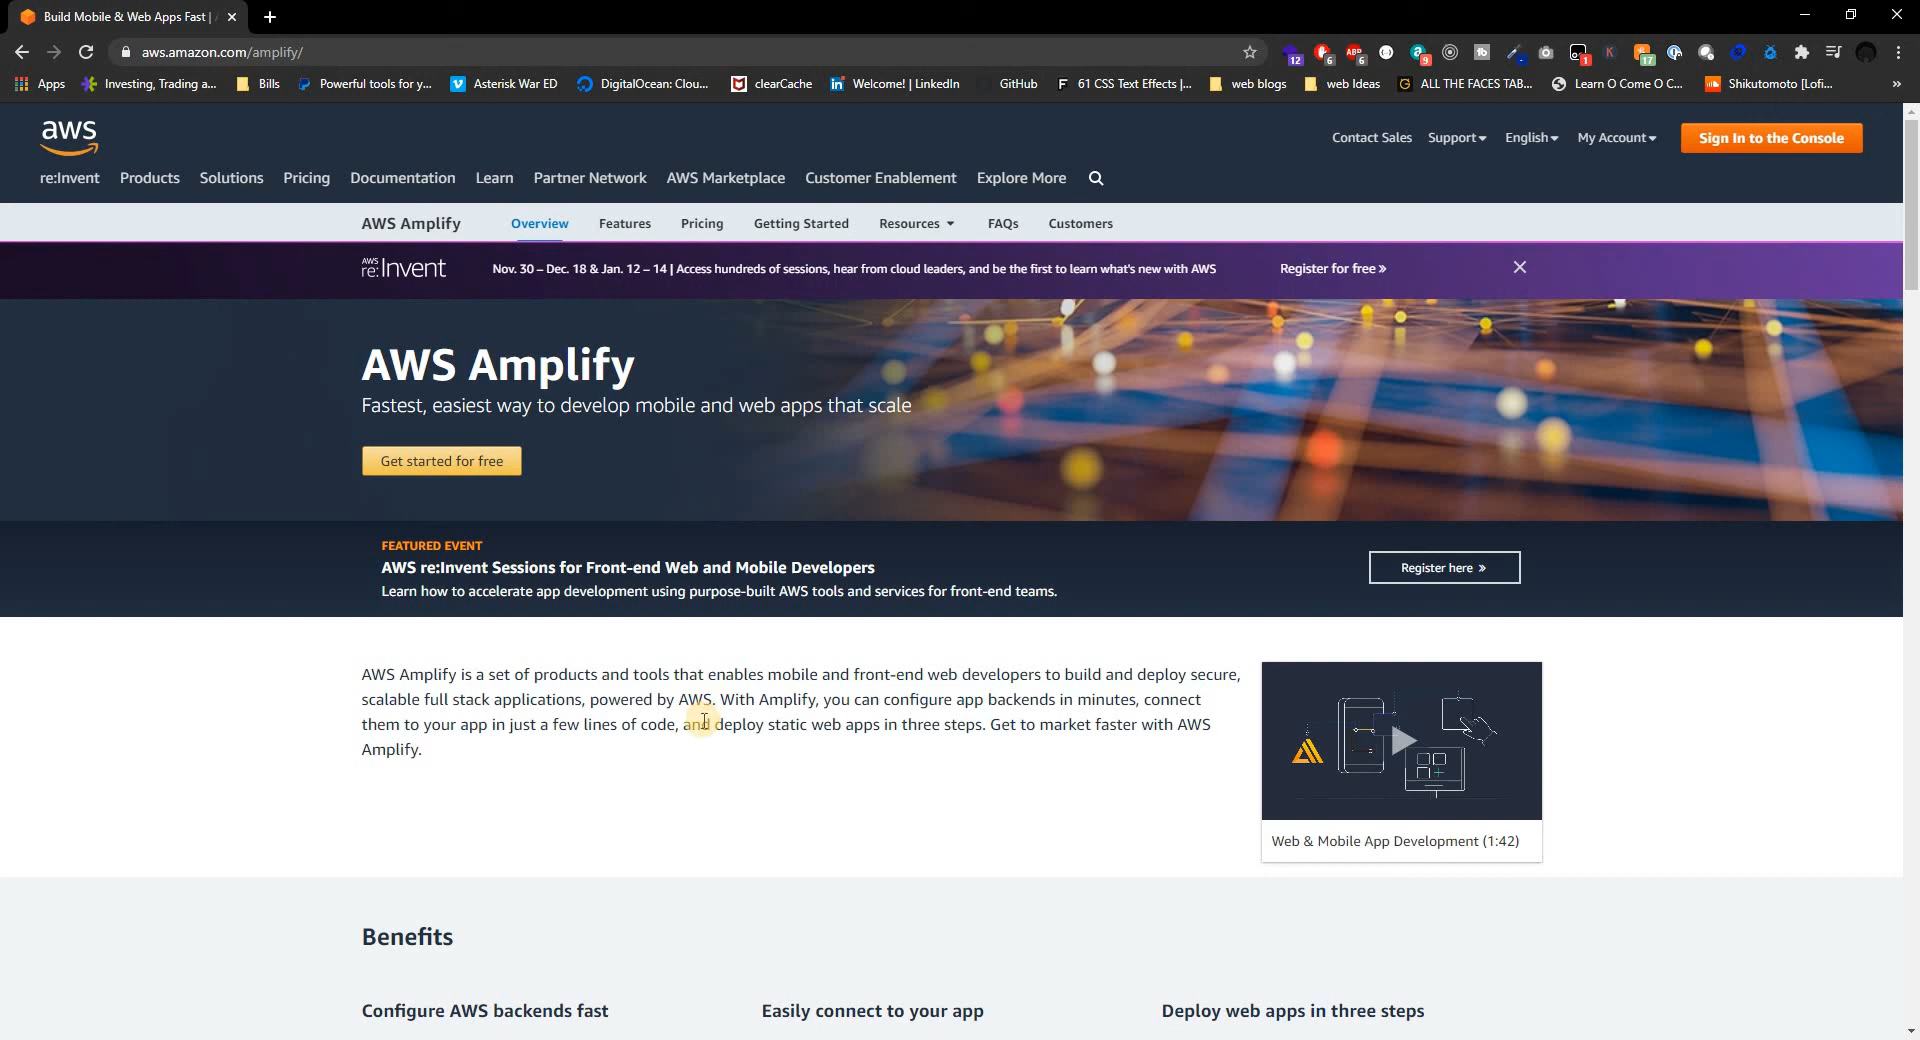 Build Mobile & Web Apps Fast |
aws.amazon.com/amplify/
12
6
ABP
6
a
9
tb
1
K
17
Apps
Investing, Trading a...
Bills
Powerful tools for y...
Asterisk War ED
DigitalOcean: Clou...
clearCache
in
Welcome! | LinkedIn
GitHub
F
61 CSS Text Effects |...
web blogs
web Ideas
G
ALL THE FACES TAB...
Learn O Come O C...
Shikutomoto [Lofi...
»
aws
Contact Sales
Support
English
My Account
Sign In to the Console
re:Invent
Products
Solutions
Pricing
Documentation
Learn
Partner Network
AWS Marketplace
Customer Enablement
Explore More
AWS Amplify
Overview
Features
Pricing
Getting Started
Resources
FAQs
Customers
AWS
re:Invent
Nov. 30 – Dec. 18 & Jan. 12 – 14 | Access hundreds of sessions, hear from cloud leaders, and be the first to learn what's new with AWS
Register for free »
AWS Amplify
Fastest, easiest way to develop mobile and web apps that scale
Get started for free
FEATURED EVENT
AWS re:Invent Sessions for Front-end Web and Mobile Developers
Learn how to accelerate app development using purpose-built AWS tools and services for front-end teams.
Register here »
AWS Amplify is a set of products and tools that enables mobile and front-end web developers to build and deploy secure,
scalable full stack applications, powered by AWS. With Amplify, you can configure app backends in minutes, connect
them to your app in just a few lines of code, and deploy static web apps in three steps. Get to market faster with AWS
Amplify.
Web & Mobile App Development (1:42)
Benefits
Configure AWS backends fast
Easily connect to your app
Deploy web apps in three steps